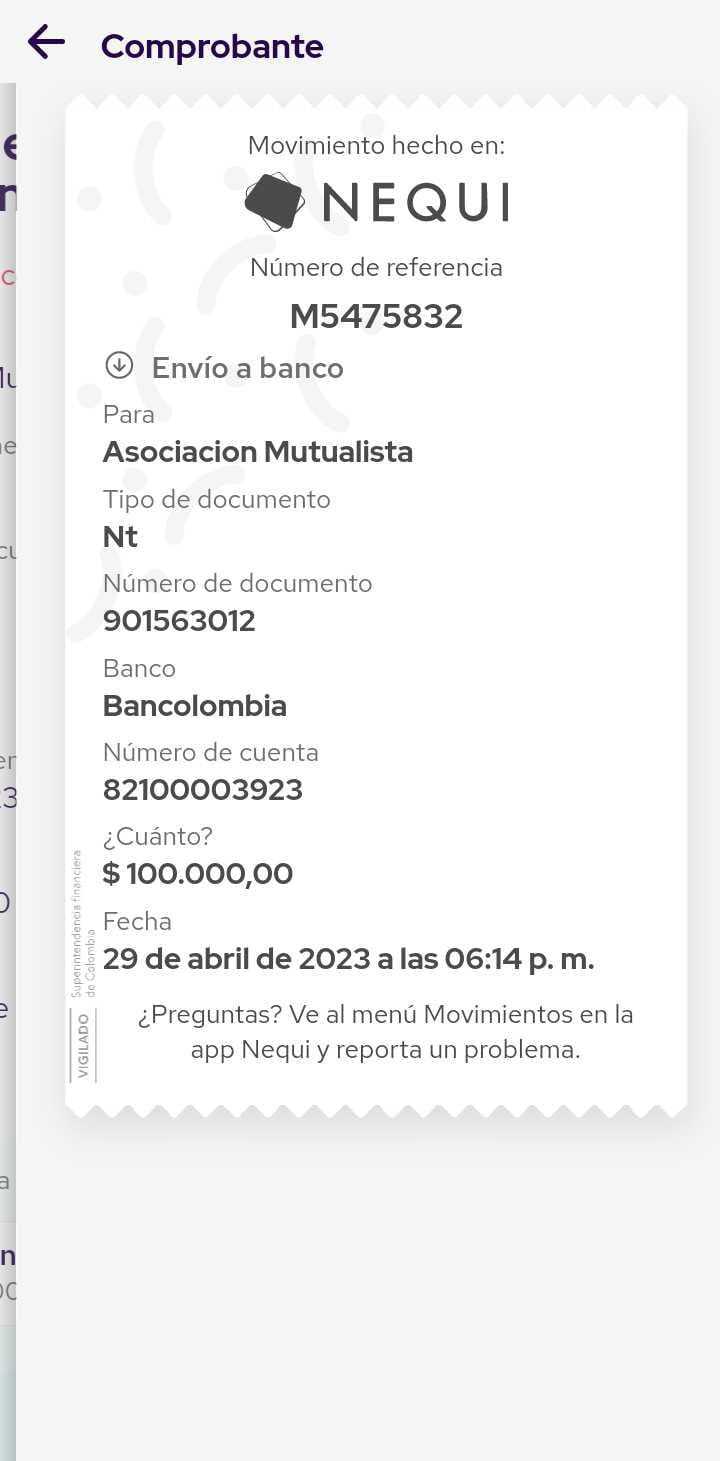 Comprobante
Movimiento hecho en:
NEQUI
Número de referencia
M5475832
Envío a banco
Para
Asociacion Mutualista
Tipo de documento
Nt
Número de documento
901563012
Banco
Bancolombia
Número de cuenta
82100003923
¿Cuánto?
$ 100.000,00
Fecha
29 de abril de 2023 a las 06:14 p. m.
¿Preguntas? Ve al menú Movimientos en la
app Nequi y reporta un problema.
VIGILADO
Superintendencia financiera
de Colombia